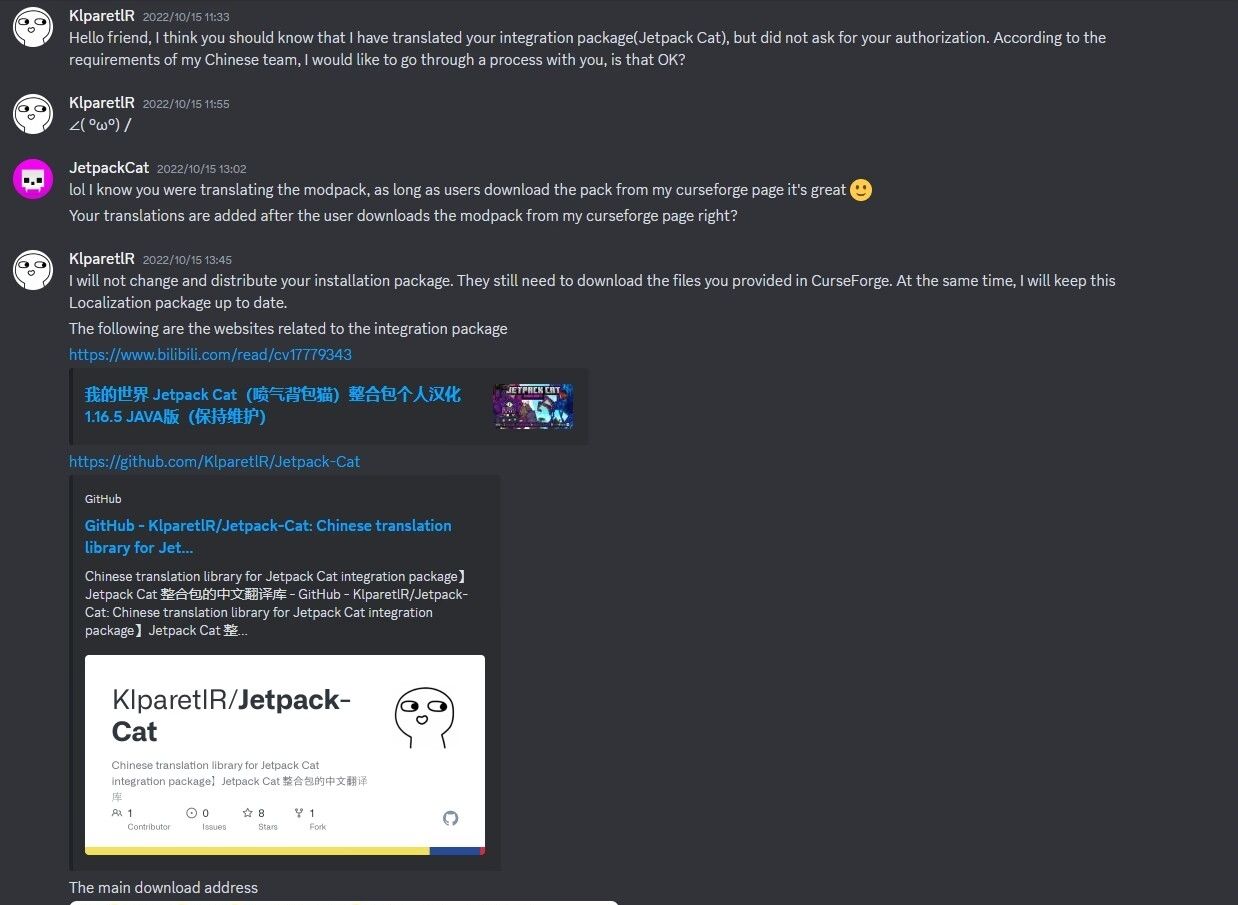 KlparetlR 2022/10/15 11:33
Hello friend, I think you should know that I have translated your integration package(Jetpack Cat), but did not ask for your authorization. According to the
requirements of my Chinese team, I would like to go through a process with you, is that OK?
KlparetlR 2022/10/15 11:55
∠( ºωº) /
JetpackCat 2022/10/15 13:02
lol I know you were translating the modpack, as long as users download the pack from my curseforge page it's great 🙂
Your translations are added after the user downloads the modpack from my curseforge page right?
KlparetlR 2022/10/15 13:45
I will not change and distribute your installation package. They still need to download the files you provided in CurseForge. At the same time, I will keep this
Localization package up to date.
The following are the websites related to the integration package
https://www.bilibili.com/read/cv17779343
我的世界 Jetpack Cat（喷气背包猫）整合包个人汉化
1.16.5 JAVA版（保持维护）
JETPACK CAT
https://github.com/KlparetlR/Jetpack-Cat
GitHub
GitHub - KlparetlR/Jetpack-Cat: Chinese translation
library for Jet...
Chinese translation library for Jetpack Cat integration package】
Jetpack Cat 整合包的中文翻译库 - GitHub - KlparetlR/Jetpack-
Cat: Chinese translation library for Jetpack Cat integration
package】Jetpack Cat 整...
KlparetlR/Jetpack-
Cat
Chinese translation library for Jetpack Cat
integration package】Jetpack Cat 整合包的中文翻译
库
1 0 8 1
Contributor Issues Stars Fork
The main download address